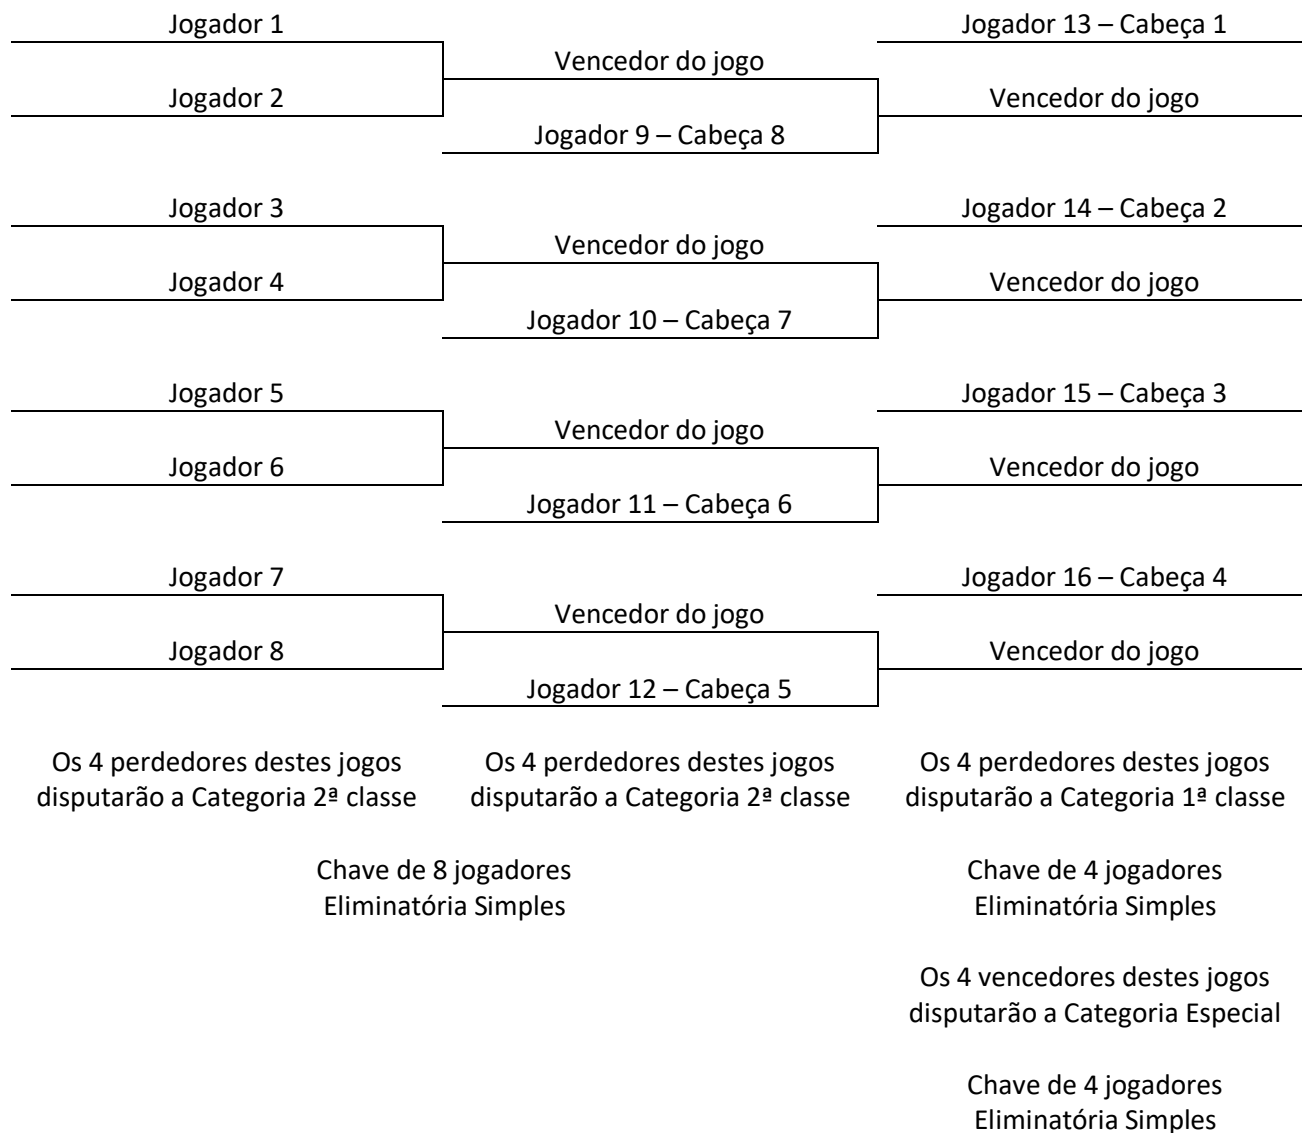 Jogador 1
Jogador 13 – Cabeça 1
Vencedor do jogo
Jogador 2
Vencedor do jogo
Jogador 9 – Cabeça 8
Jogador 3
Jogador 14 – Cabeça 2
Vencedor do jogo
Jogador 4
Vencedor do jogo
Jogador 10 – Cabeça 7
Jogador 5
Jogador 15 – Cabeça 3
Vencedor do jogo
Jogador 6
Vencedor do jogo
Jogador 11 – Cabeça 6
Jogador 7
Jogador 16 – Cabeça 4
Vencedor do jogo
Jogador 8
Vencedor do jogo
Jogador 12 – Cabeça 5
Os 4 perdedores destes jogos
disputarão a Categoria 2ª classe
Os 4 perdedores destes jogos
disputarão a Categoria 2ª classe
Os 4 perdedores destes jogos
disputarão a Categoria 1ª classe
Chave de 8 jogadores
Eliminatória Simples
Chave de 4 jogadores
Eliminatória Simples
Os 4 vencedores destes jogos
disputarão a Categoria Especial
Chave de 4 jogadores
Eliminatória Simples